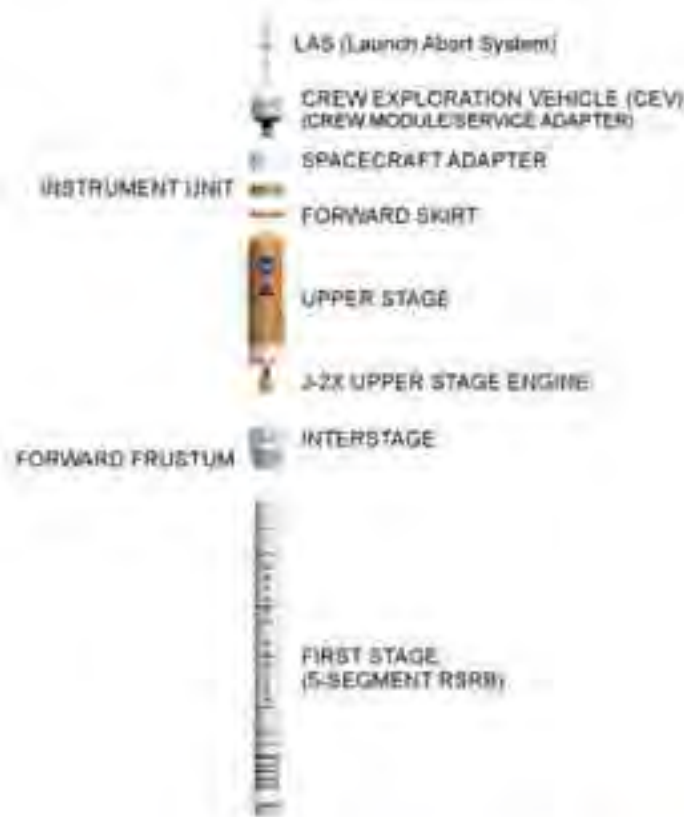 LAS (Launch Abort System)
CREW EXPLORATION VEHICLE (CEV)
(CREW MODULE/SERVICE ADAPTER)
SPACECRAFT ADAPTER
INSTRUMENT UNIT
FORWARD SKIRT
UPPER STAGE
J-2X UPPER STAGE ENGINE
INTERSTAGE
FORWARD FRUSTUM
FIRST STAGE
(5-SEGMENT RSRB)